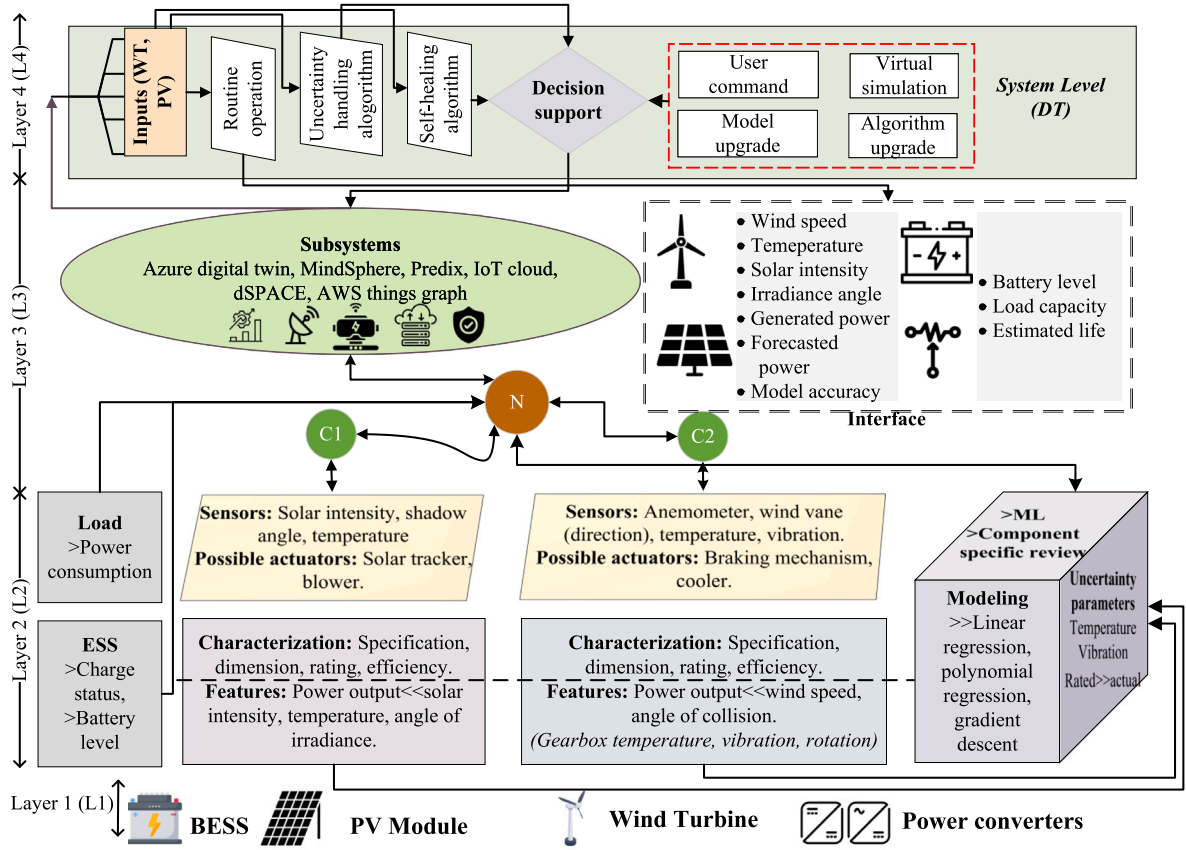 Layer 4 (L4)
Inputs (WT,
PV)
Routine
operation
Uncertainty
handling
alogorithm
Self-healing
algorithm
Decision
support
User
command
Virtual
simulation
Model
upgrade
Algorithm
upgrade
System Level
(DT)
Layer 3 (L3)
Subsystems
Azure digital twin, MindSphere, Predix, IoT cloud,
dSPACE, AWS things graph
• Wind speed
• Temeperature
• Solar intensity
• Irradiance angle
• Generated power
• Forecasted
power
• Model accuracy
• Battery level
• Load capacity
• Estimated life
Interface
N
C1
C2
Layer 2 (L2)
Load
>Power
consumption
ESS
>Charge
status,
>Battery
level
Sensors: Solar intensity, shadow
angle, temperature
Possible actuators: Solar tracker,
blower.
Sensors: Anemometer, wind vane
(direction), temperature, vibration.
Possible actuators: Braking mechanism,
cooler.
Characterization: Specification,
dimension, rating, efficiency.
Features: Power output<<solar
intensity, temperature, angle of
irradiance.
Characterization: Specification,
dimension, rating, efficiency.
Features: Power output<<wind speed,
angle of collision.
(Gearbox temperature, vibration, rotation)
>ML
>Component
specific review
Modeling
>>Linear
regression,
polynomial
regression,
gradient
descent
Uncertainty
parameters
Temperature
Vibration
Rated>>actual
Layer 1 (L1)
BESS
PV Module
Wind Turbine
Power converters